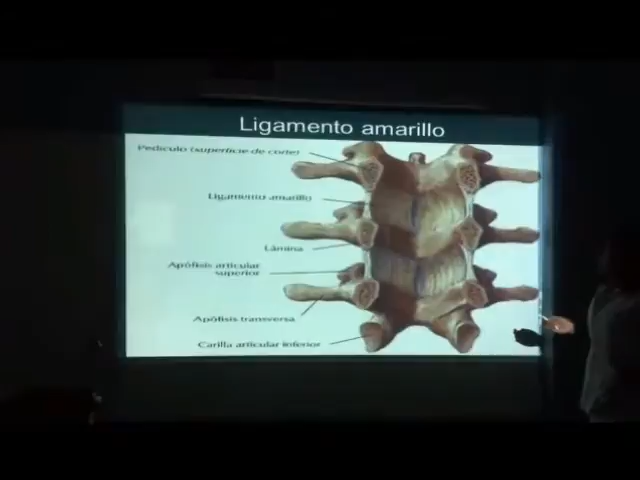 Ligamento amarillo
Pedículo (superficie de corte)
Ligamento amarillo
Lámina
Apófisis articular
superior
Apófisis transversa
Carilla articular inferior